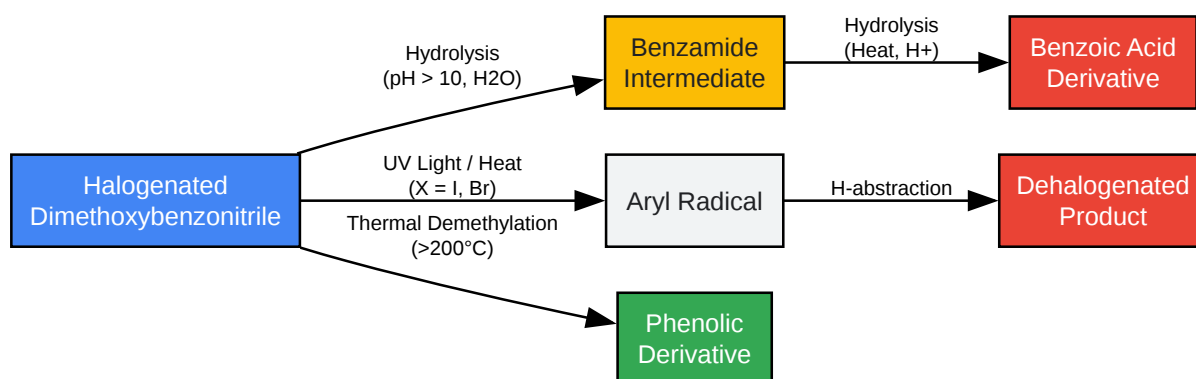 Hydrolysis
(pH > 10, H2O)
Benzamide
Intermediate
Hydrolysis
(Heat, H+)
Benzoic Acid
Derivative
Halogenated
Dimethoxybenzonitrile
UV Light / Heat
(X = I, Br)
Aryl Radical
H-abstraction
Dehalogenated
Product
Thermal Demethylation
(>200°C)
Phenolic
Derivative